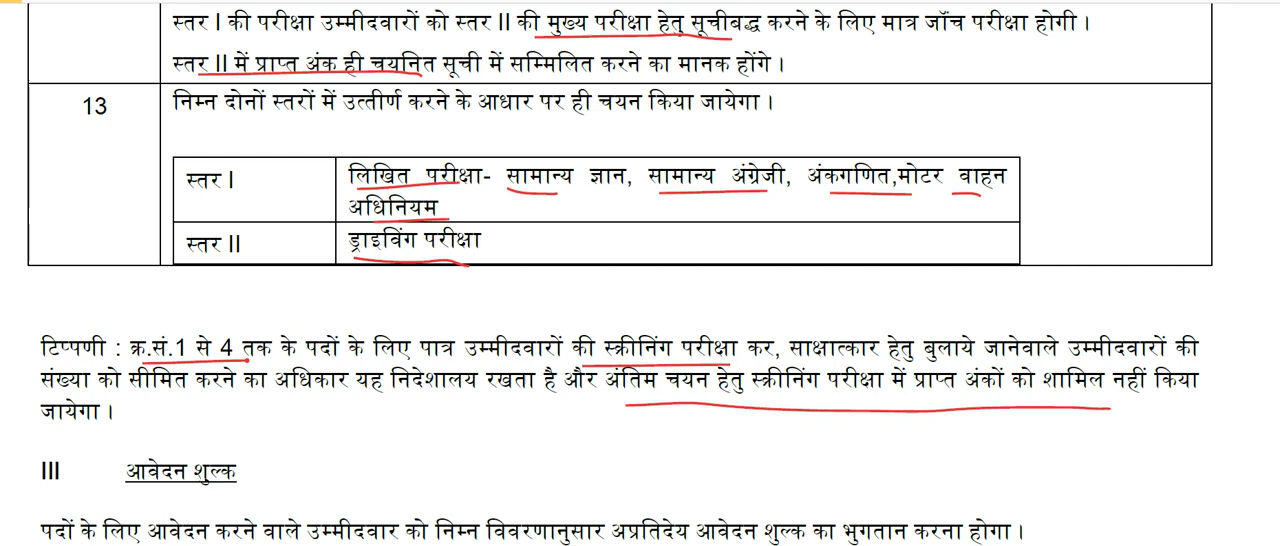 स्तर I की परीक्षा उम्मीदवारों को स्तर II की मुख्य परीक्षा हेतु सूचीबद्ध करने के लिए मात्र जॉच परीक्षा होगी ।
स्तर II में प्राप्त अंक ही चयनित सूची में सम्मिलित करने का मानक होंगे ।
13
निम्न दोनों स्तरों में उत्तीर्ण करने के आधार पर ही चयन किया जायेगा ।
स्तर I
लिखित परीक्षा- सामान्य ज्ञान, सामान्य अंग्रेजी, अंकगणित,मोटर वाहन
अधिनियम
स्तर II
ड्राइविंग परीक्षा
टिप्पणी : क्र.सं.1 से 4 तक के पदों के लिए पात्र उम्मीदवारों की स्क्रीनिंग परीक्षा कर, साक्षात्कार हेतु बुलाये जानेवाले उम्मीदवारों की
संख्या को सीमित करने का अधिकार यह निदेशालय रखता है और अंतिम चयन हेतु स्क्रीनिंग परीक्षा में प्राप्त अंकों को शामिल नहीं किया
जायेगा ।
III आवेदन शुल्क
पदों के लिए आवेदन करने वाले उम्मीदवार को निम्न विवरणानुसार अप्रतिदेय आवेदन शुल्क का भुगतान करना होगा ।